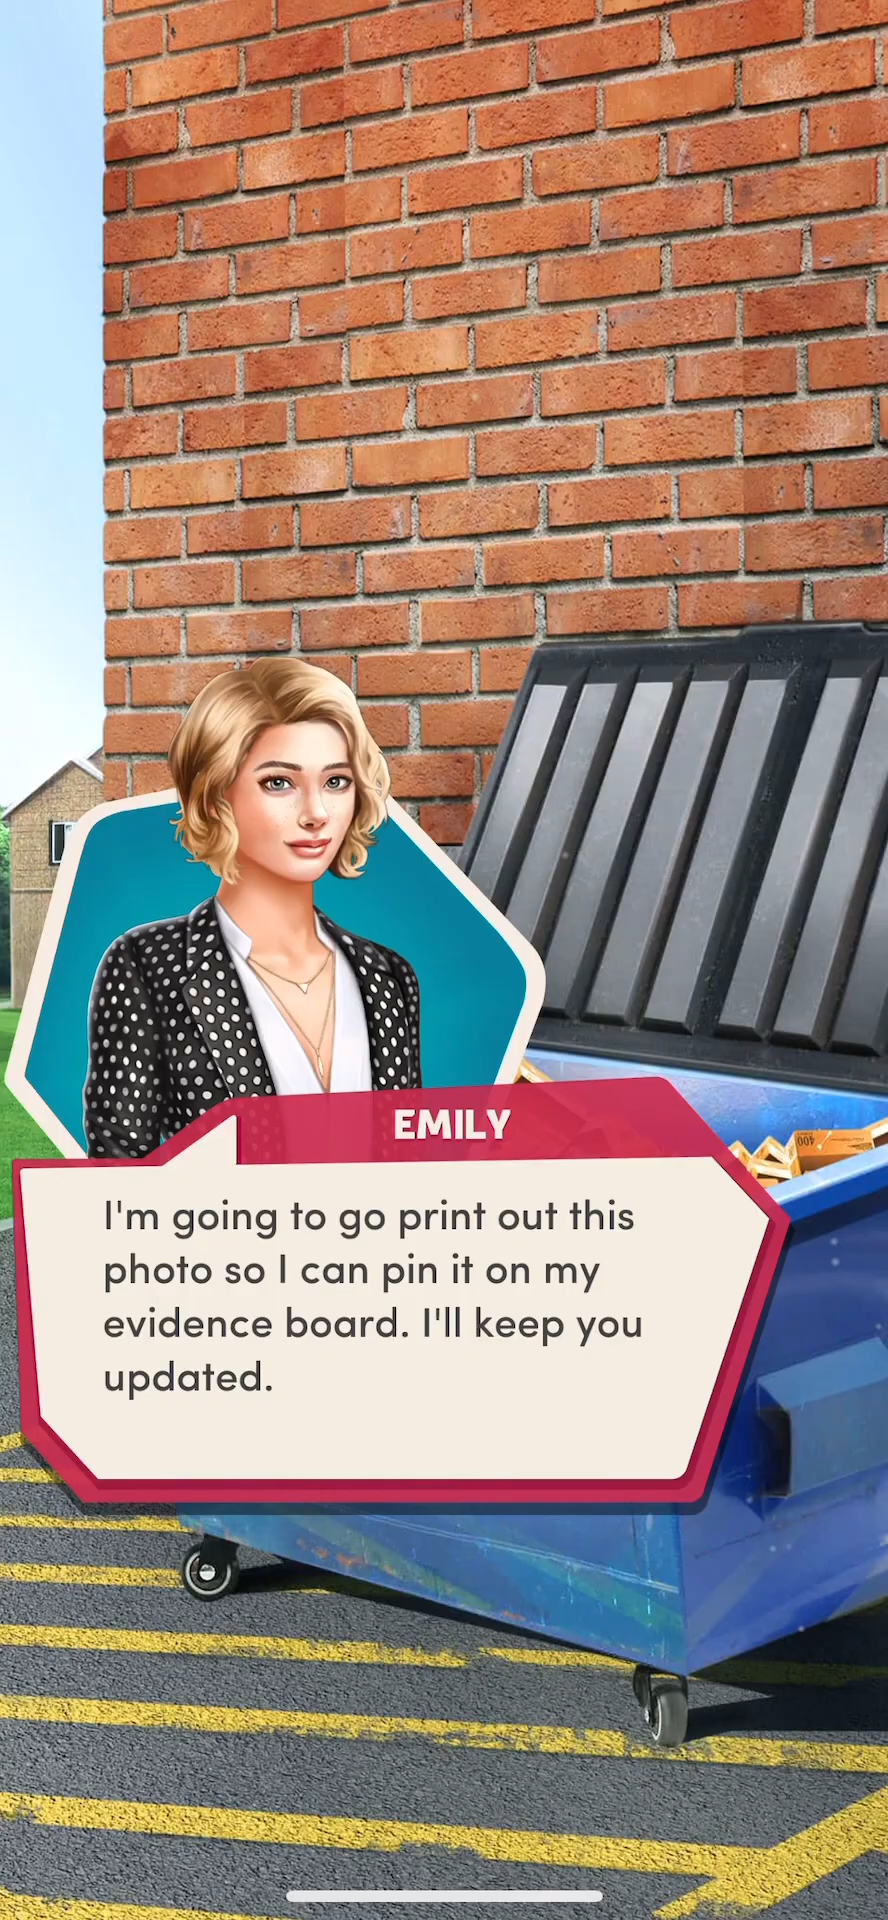 EMILY
I'm going to go print out this
photo so I can pin it on my
evidence board. I'll keep you
updated.
400